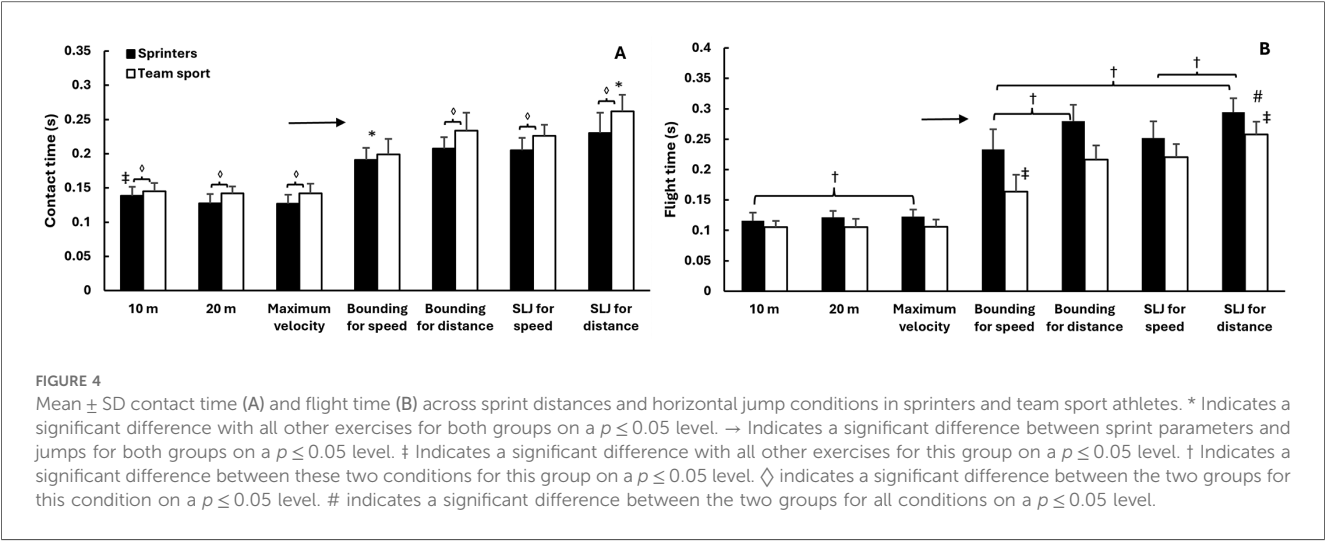 A
Sprinters
Team sport
Contact time (s)
0.35
0.3
0.25
0.2
0.15
0.1
0.05
0
‡ ◊ ◊ ◊ * ◊ ◊ ◊ *
10 m 20 m Maximum velocity Bounding for speed Bounding for distance SLJ for speed SLJ for distance
B
Flight time (s)
0.4
0.35
0.3
0.25
0.2
0.15
0.1
0.05
0
† † † † ‡ # ‡
10 m 20 m Maximum velocity Bounding for speed Bounding for distance SLJ for speed SLJ for distance
FIGURE 4
Mean ± SD contact time (A) and flight time (B) across sprint distances and horizontal jump conditions in sprinters and team sport athletes. * Indicates a
significant difference with all other exercises for both groups on a p ≤ 0.05 level. → Indicates a significant difference between sprint parameters and
jumps for both groups on a p ≤ 0.05 level. ‡ Indicates a significant difference with all other exercises for this group on a p ≤ 0.05 level. † Indicates a
significant difference between these two conditions for this group on a p ≤ 0.05 level. ◊ indicates a significant difference between the two groups for
this condition on a p ≤ 0.05 level. # indicates a significant difference between the two groups for all conditions on a p ≤ 0.05 level.